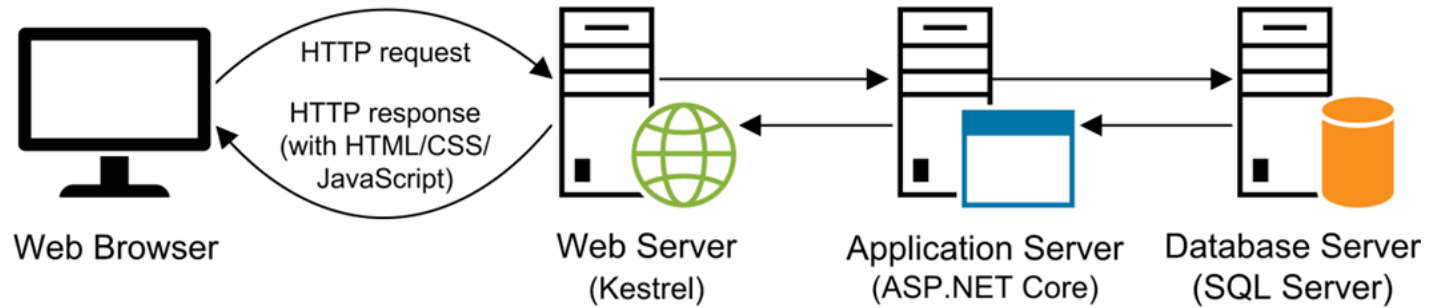 HTTP request
HTTP response
(with HTML/CSS/
JavaScript)
Web Browser
Web Server
(Kestrel)
Application Server
(ASP.NET Core)
Database Server
(SQL Server)